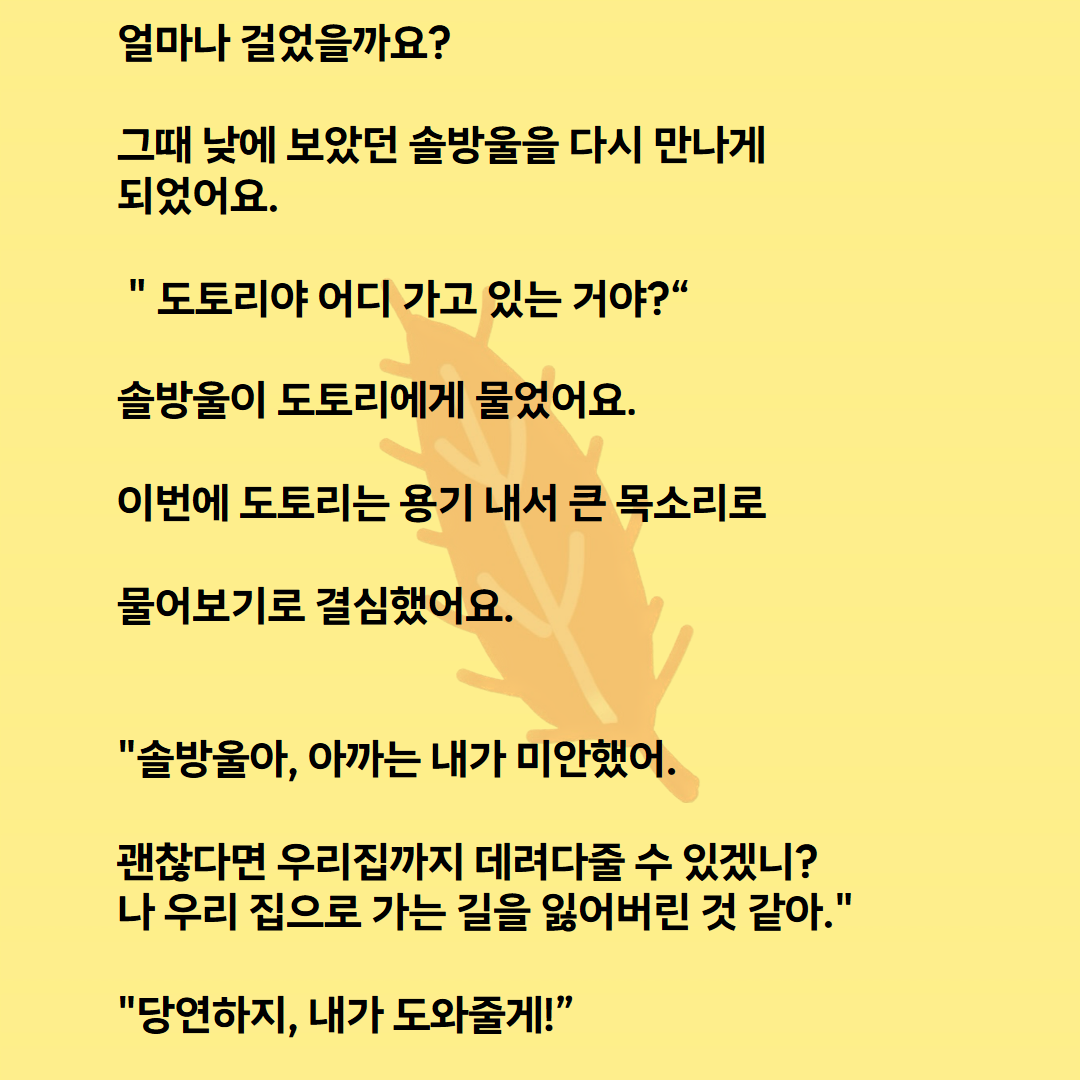 얼마나 걸었을까요?
그때 낮에 보았던 솔방울을 다시 만나게
되었어요.
" 도토리야 어디 가고 있는 거야?“
솔방울이 도토리에게 물었어요.
이번에 도토리는 용기 내서 큰 목소리로
물어보기로 결심했어요.
"솔방울아, 아까는 내가 미안했어.
괜찮다면 우리집까지 데려다줄 수 있겠니?
나 우리 집으로 가는 길을 잃어버린 것 같아."
"당연하지, 내가 도와줄게!”